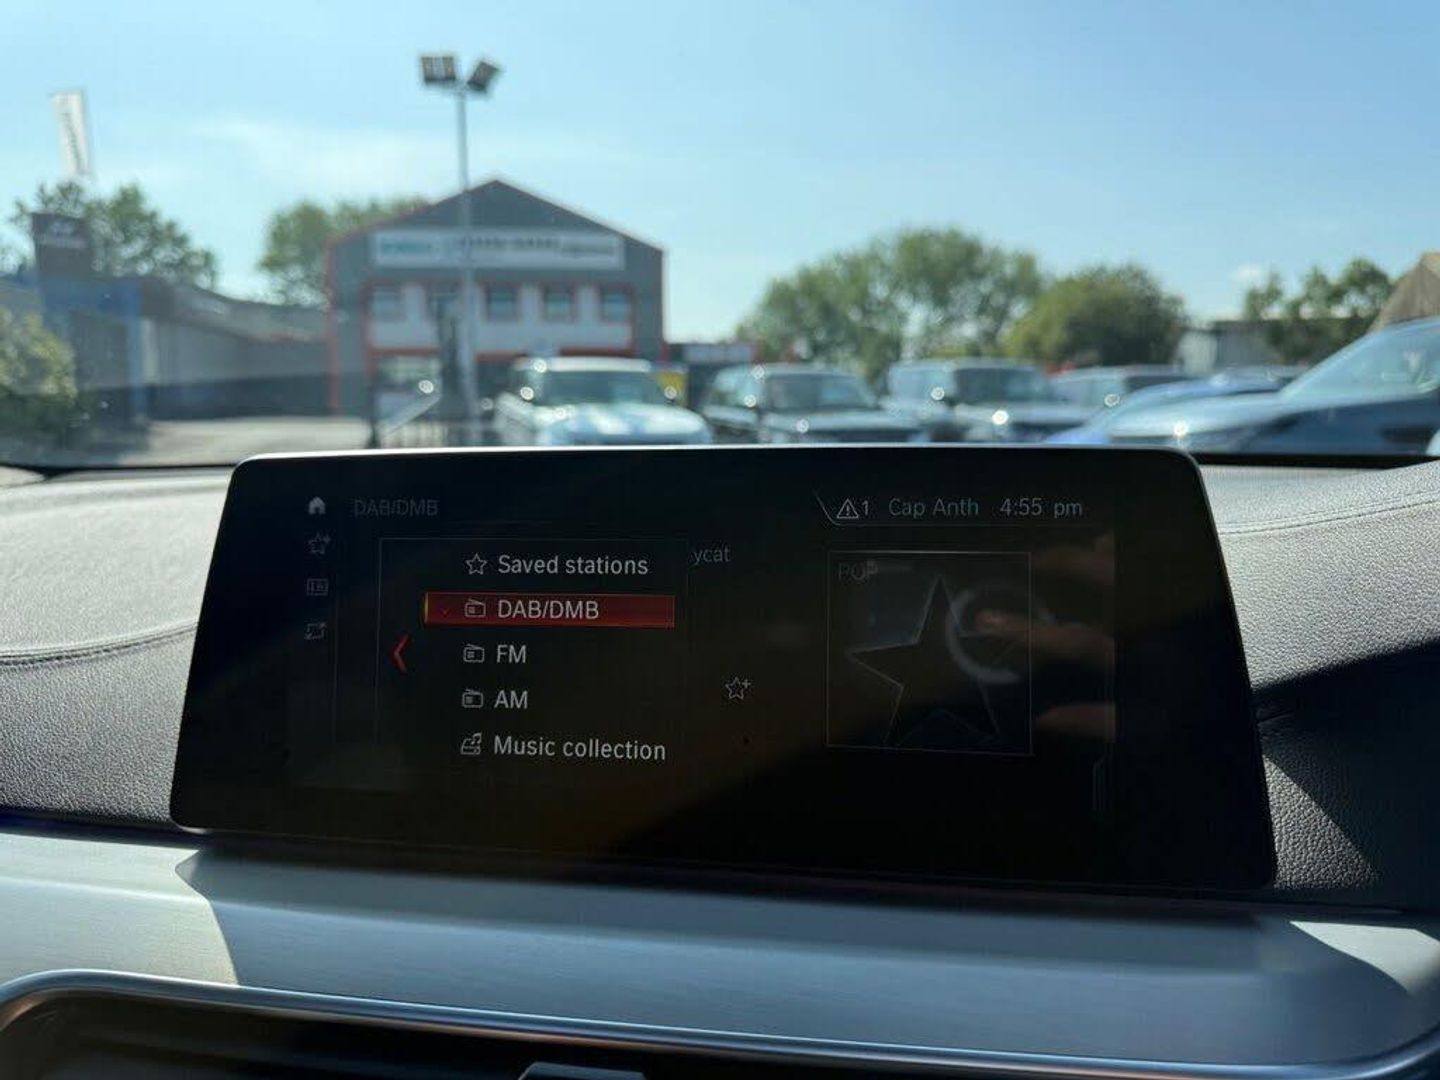 DAB/DMB
1 Cap Anth 4:55 pm
Saved stations
ycat
POP
DAB/DMB
FM
AM
Music collection